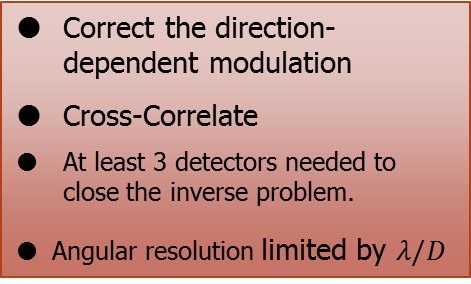 ● Correct the direction-
dependent modulation
● Cross-Correlate
● At least 3 detectors needed to
close the inverse problem.
● Angular resolution limited by λ/D